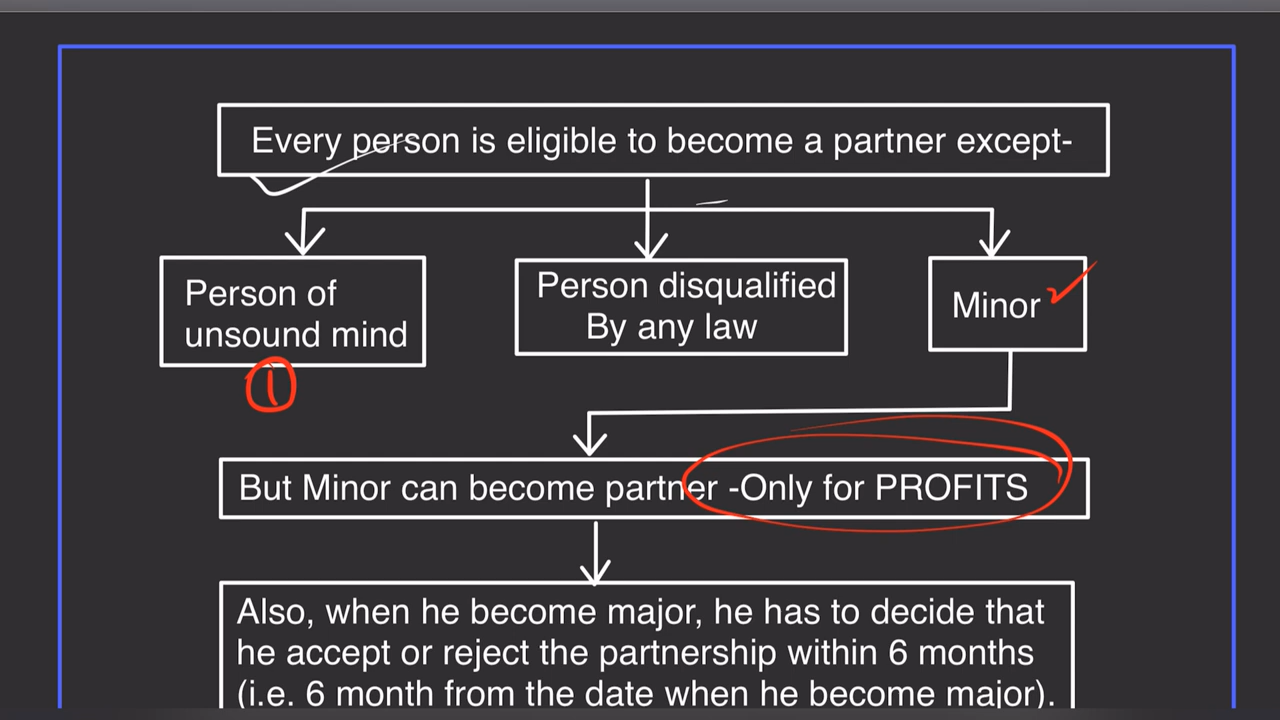 Every person is eligible to become a partner except-
Person of
unsound mind
1
Person disqualified
By any law
Minor
But Minor can become partner -Only for PROFITS
Also, when he become major, he has to decide that
he accept or reject the partnership within 6 months
(i.e. 6 month from the date when he become major).